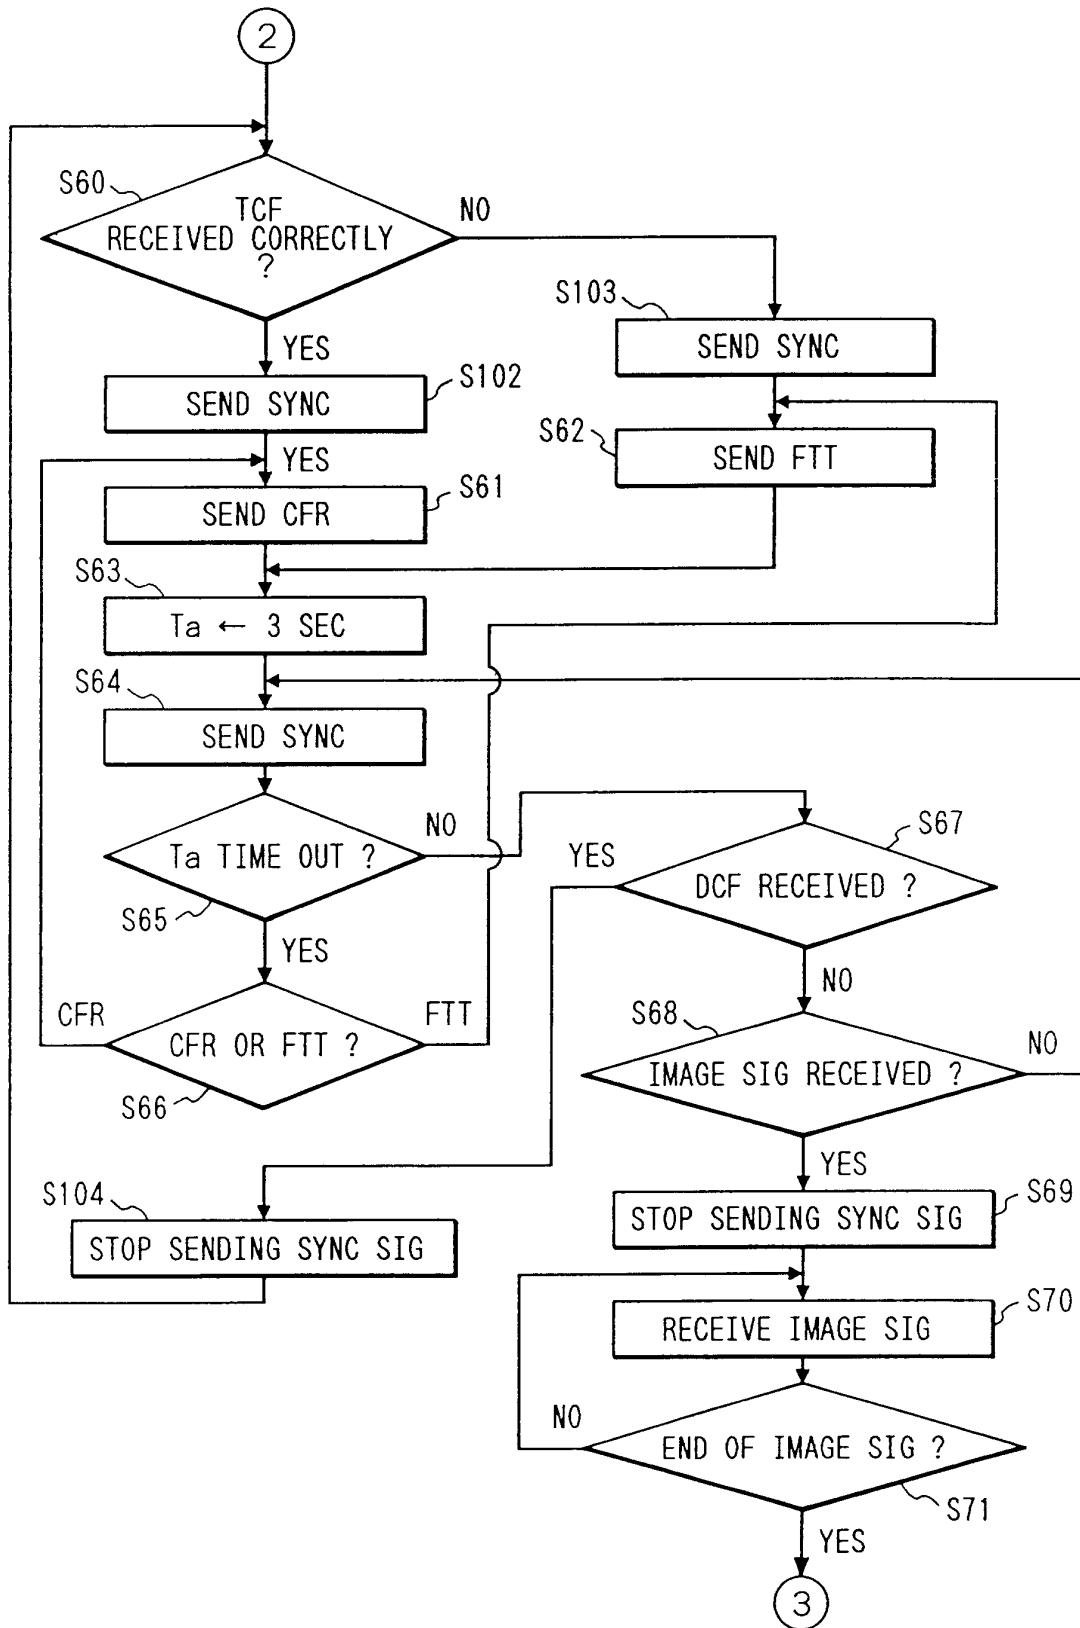 2
S60
TCF
RECEIVED CORRECTLY
?
NO
YES
S103
SEND SYNC
S102
SEND SYNC
YES
S62
SEND FTT
S61
SEND CFR
S63
Ta ← 3 SEC
S64
SEND SYNC
NO
Ta TIME OUT ?
S65
YES
S67
YES
DCF RECEIVED ?
NO
CFR
FTT
CFR OR FTT ?
S66
S68
NO
IMAGE SIG RECEIVED ?
YES
S104
STOP SENDING SYNC SIG
S69
STOP SENDING SYNC SIG
S70
RECEIVE IMAGE SIG
NO
END OF IMAGE SIG ?
S71
YES
3